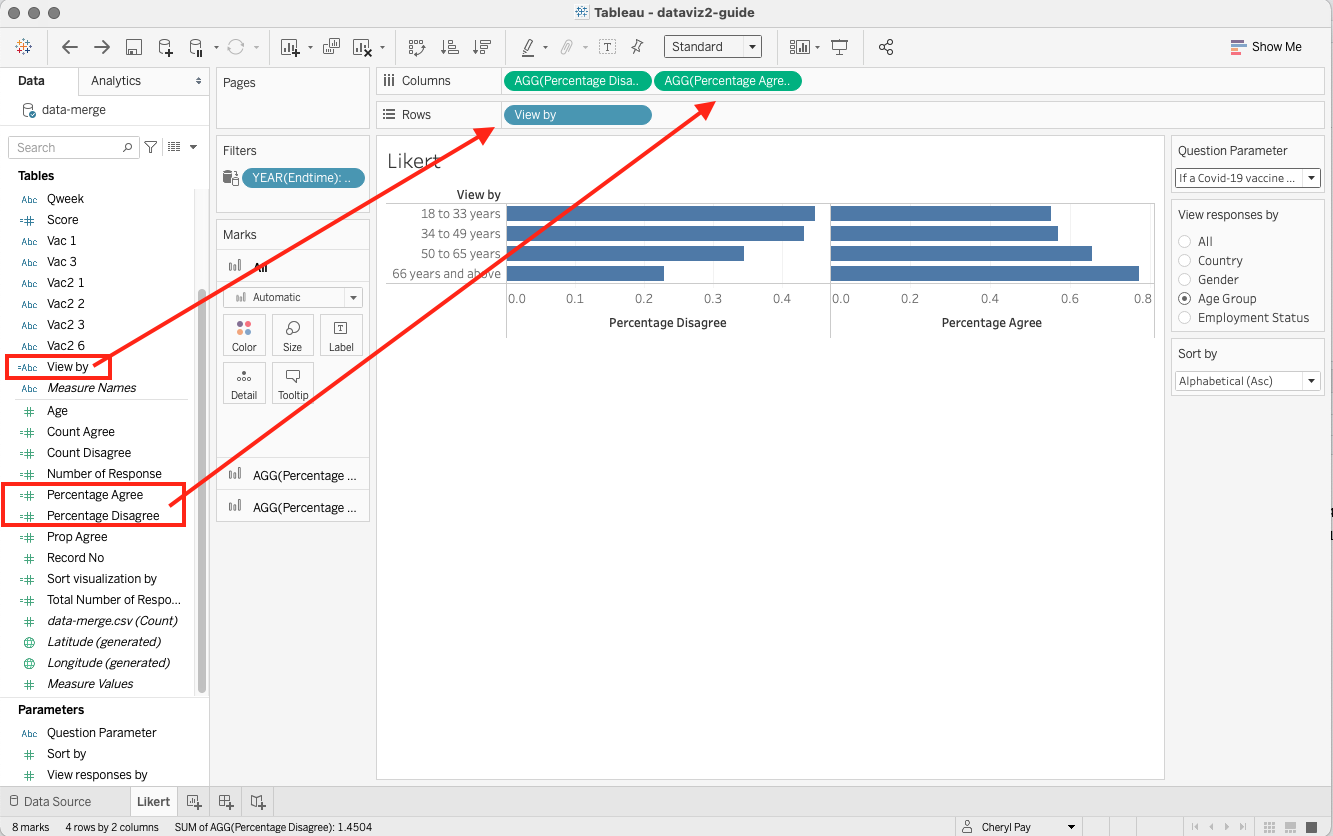 Tableau - dataviz2-guide
Standard
Show Me
Data
Analytics
data-merge
Search
Tables
Abc Qweek
Score
Abc Vac 1
Abc Vac 3
Abc Vac2 1
Abc Vac2 2
Abc Vac2 3
Abc Vac2 6
=Abc View by
Abc Measure Names
Age
Count Agree
Count Disagree
Number of Response
Percentage Agree
Percentage Disagree
Prop Agree
Record No
Sort visualization by
Total Number of Respo...
data-merge.csv (Count)
Latitude (generated)
Longitude (generated)
Measure Values
Parameters
Abc Question Parameter
Sort by
View responses by
Pages
Filters
YEAR(Endtime): ..
Marks
All
Automatic
Color
Size
Label
Detail
Tooltip
AGG(Percentage ...
AGG(Percentage ...
Columns
AGG(Percentage Disa..
AGG(Percentage Agre..
Rows
View by
Likert
View by
18 to 33 years
34 to 49 years
50 to 65 years
66 years and above
0.0 0.1 0.2 0.3 0.4
0.0 0.2 0.4 0.6 0.8
Percentage Disagree
Percentage Agree
Question Parameter
If a Covid-19 vaccine ...
View responses by
All
Country
Gender
Age Group
Employment Status
Sort by
Alphabetical (Asc)
Data Source
Likert
8 marks
4 rows by 2 columns
SUM of AGG(Percentage Disagree): 1.4504
Cheryl Pay